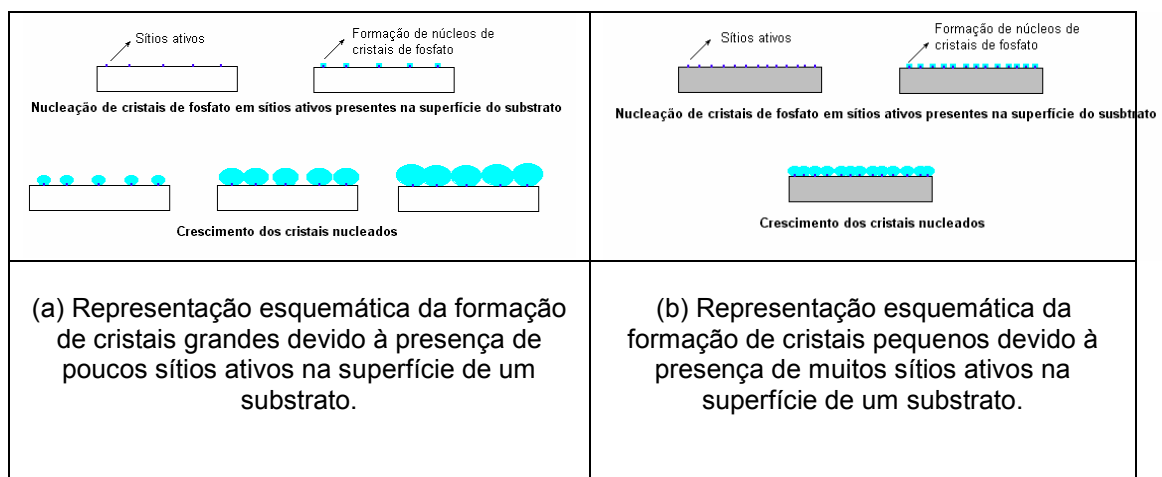 Sítios ativos
Formação de núcleos de
cristais de fosfato
Nucleação de cristais de fosfato em sítios ativos presentes na superfície do substrato
Crescimento dos cristais nucleados
Sítios ativos
Formação de núcleos de
cristais de fosfato
Nucleação de cristais de fosfato em sítios ativos presentes na superfície do susbtrato
Crescimento dos cristais nucleados
(a) Representação esquemática da formação
de cristais grandes devido à presença de
poucos sítios ativos na superfície de um
substrato.
(b) Representação esquemática da
formação de cristais pequenos devido à
presença de muitos sítios ativos na
superfície de um substrato.